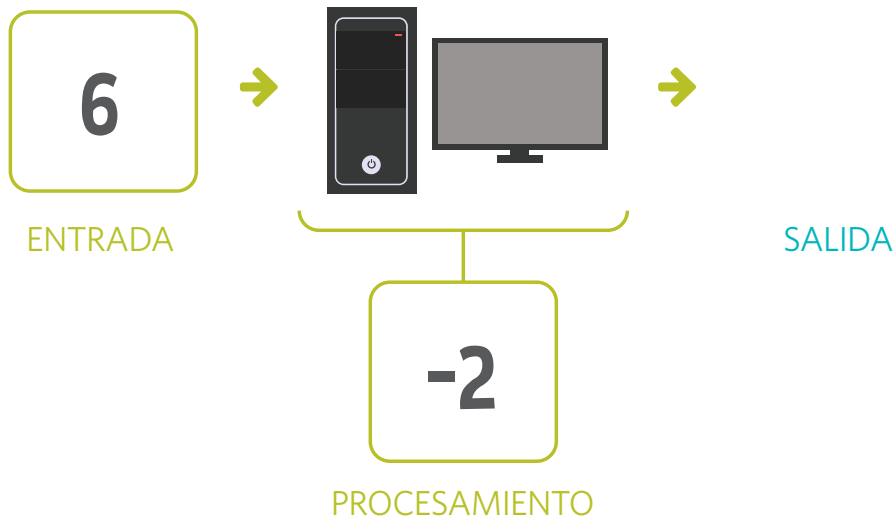 6
ENTRADA
SALIDA
-2
PROCESAMIENTO